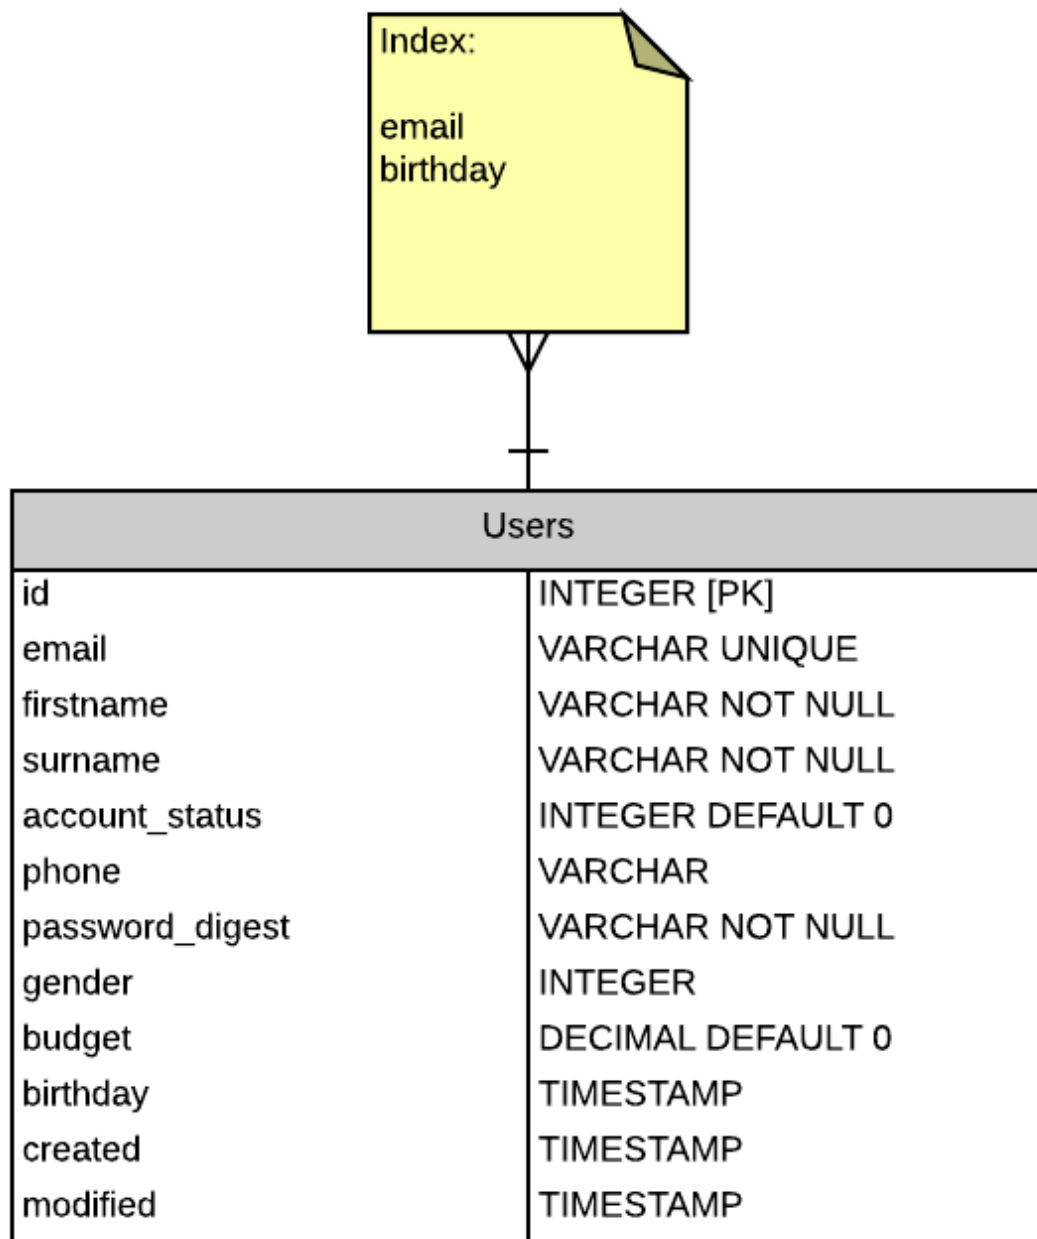 Index:
email
birthday
Users
id INTEGER [PK]
email VARCHAR UNIQUE
firstname VARCHAR NOT NULL
surname VARCHAR NOT NULL
account_status INTEGER DEFAULT 0
phone VARCHAR
password_digest VARCHAR NOT NULL
gender INTEGER
budget DECIMAL DEFAULT 0
birthday TIMESTAMP
created TIMESTAMP
modified TIMESTAMP